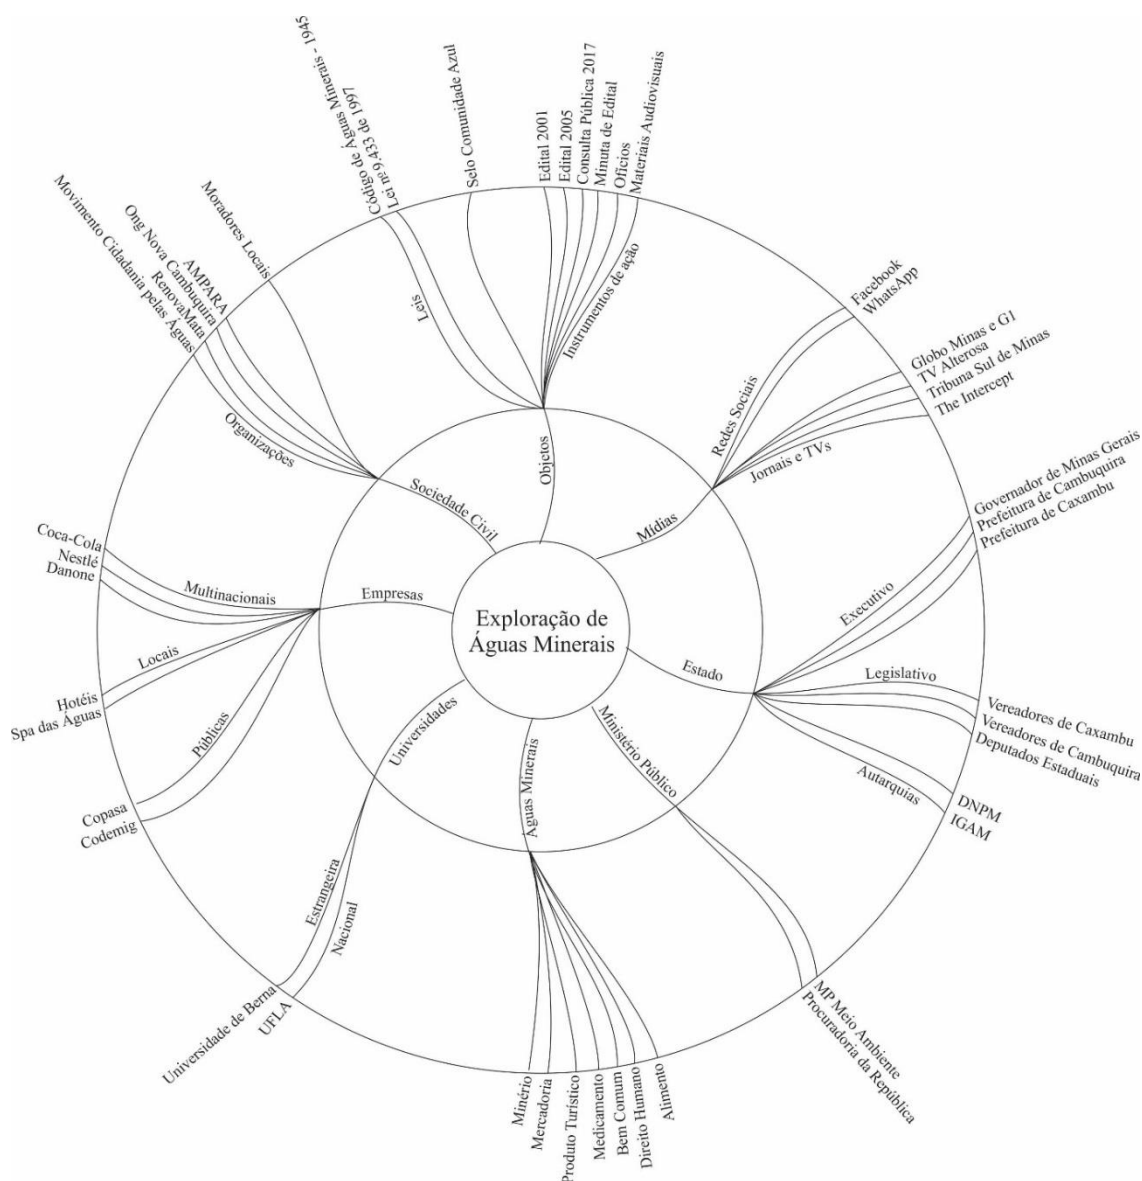 Exploração de
Águas Minerais
Objetos
Leis
Código de Águas Minerais - 1945
Lei nº 9.433 de 1997
Selo Comunidade Azul
Instrumentos de ação
Edital 2001
Edital 2005
Consulta Pública 2017
Minuta de Edital
Ofícios
Materiais Audiovisuais
Mídias
Redes Sociais
Facebook
WhatsApp
Jornais e TVs
Globo Minas e G1
TV Alterosa
Tribuna Sul de Minas
The Intercept
Estado
Executivo
Governador de Minas Gerais
Prefeitura de Cambuquira
Prefeitura de Caxambu
Legislativo
Vereadores de Caxambu
Vereadores de Cambuquira
Deputados Estaduais
Autarquias
DNPM
IGAM
Ministério Público
MP Meio Ambiente
Procuradoria da República
Águas Minerais
Alimento
Direito Humano
Bem Comum
Medicamento
Produto Turístico
Mercadoria
Minério
Universidades
Nacional
UFLA
Estrangeira
Universidade de Berna
Empresas
Públicas
Codemig
Copasa
Locais
Spa das Águas
Hotéis
Multinacionais
Danone
Nestlé
Coca-Cola
Sociedade Civil
Organizações
Movimento Cidadania pelas Águas
RenovaMata
Ong Nova Cambuquira
AMPARA
Moradores Locais